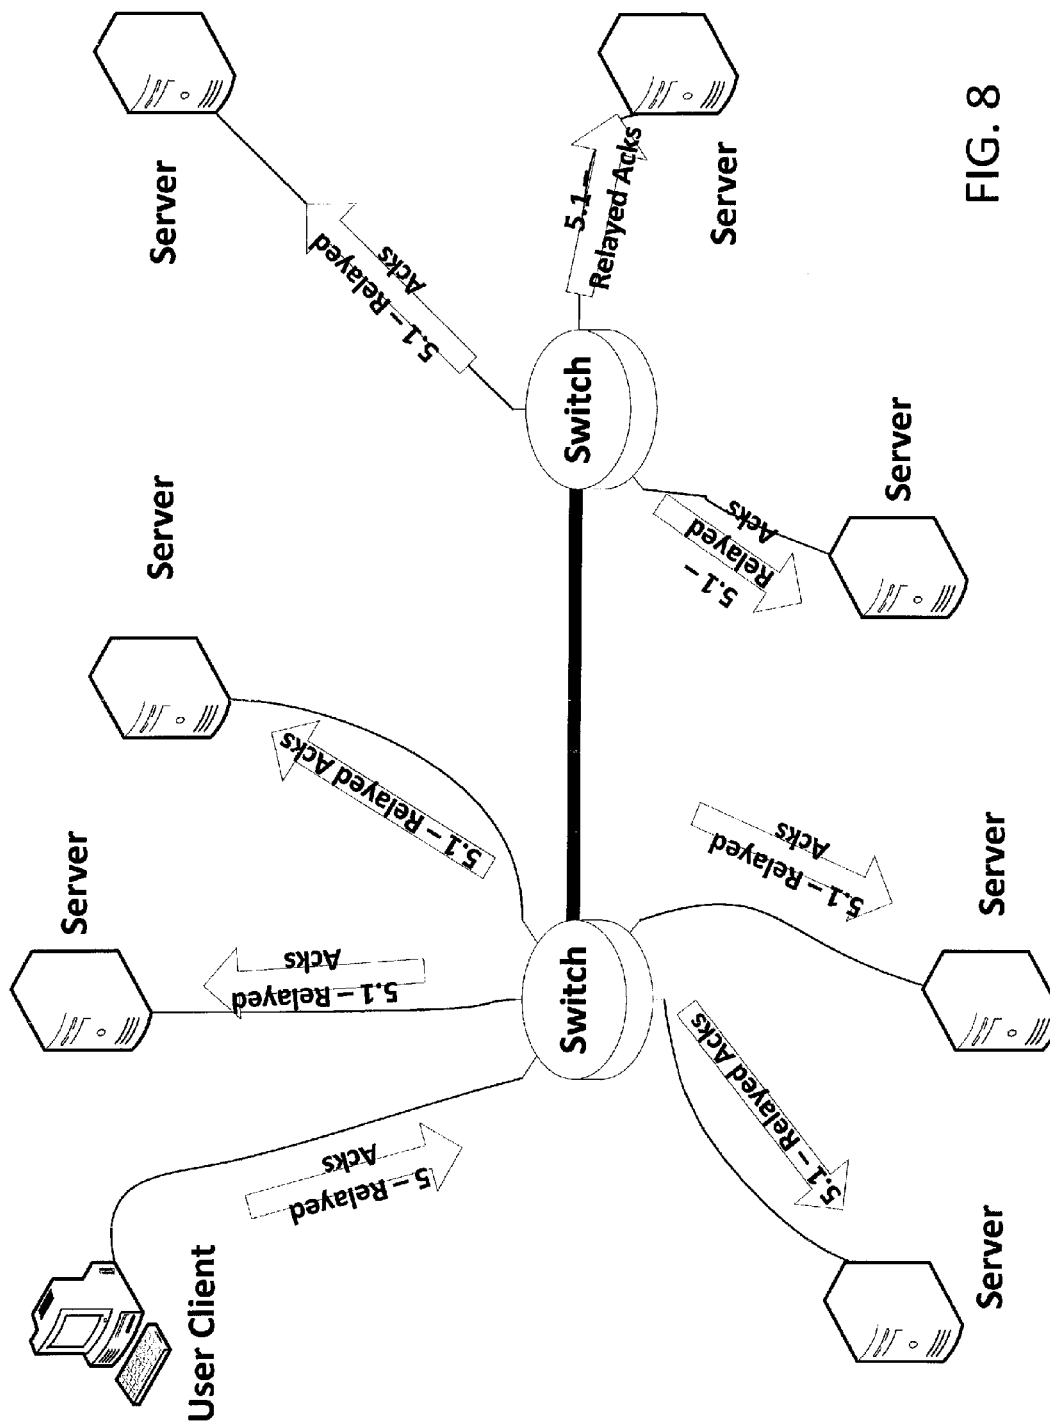 Server
Server
Server
User Client
5 – Relayed
Acks
5.1 – Relayed
Acks
5.1 – Relayed Acks
5.1 – Relayed
Acks
Switch
Switch
5.1 –
Relayed Acks
5.1 – Relayed Acks
5.1 – Relayed
Acks
5.1 –
Relayed
Acks
Server
Server
Server
Server
FIG. 8